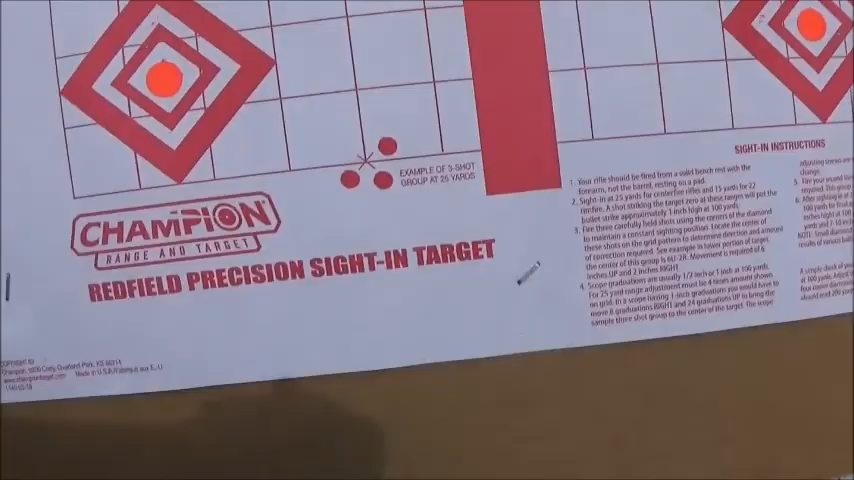 EXAMPLE OF 3-SHOT
GROUP AT 25 YARDS
CHAMPION
RANGE AND TARGET
REDFIELD PRECISION SIGHT-IN TARGET
SIGHT-IN INSTRUCTIONS
1. Your rifle should be fired from a solid bench rest with the
forearm, not the barrel, resting on a pad.
2. Sight-in at 25 yards for centerfire rifles and 15 yards for 22
rimfire. A shot striking the target zero at these ranges will put the
bullet strike approximately 1 inch high at 100 yards.
3. Fire three carefully held shots using the centers of the diamond
to maintain a constant sighting position. Locate the center of
these shots on the grid pattern to determine direction and amount
of correction required. See example in lower portion of target.
the center of this group is 6U-2R. Movement is required of 6
inches UP and 2 inches RIGHT
4. Scope graduations are usually 1/2 inch or 1 inch at 100 yards.
For 25 yard range adjustment must be 4 times amount shown
on grid. In a scope having 1-inch graduations you would have to
move 8 graduations RIGHT and 24 graduations UP to bring the
sample three shot group to the center of the target. The scope
change.